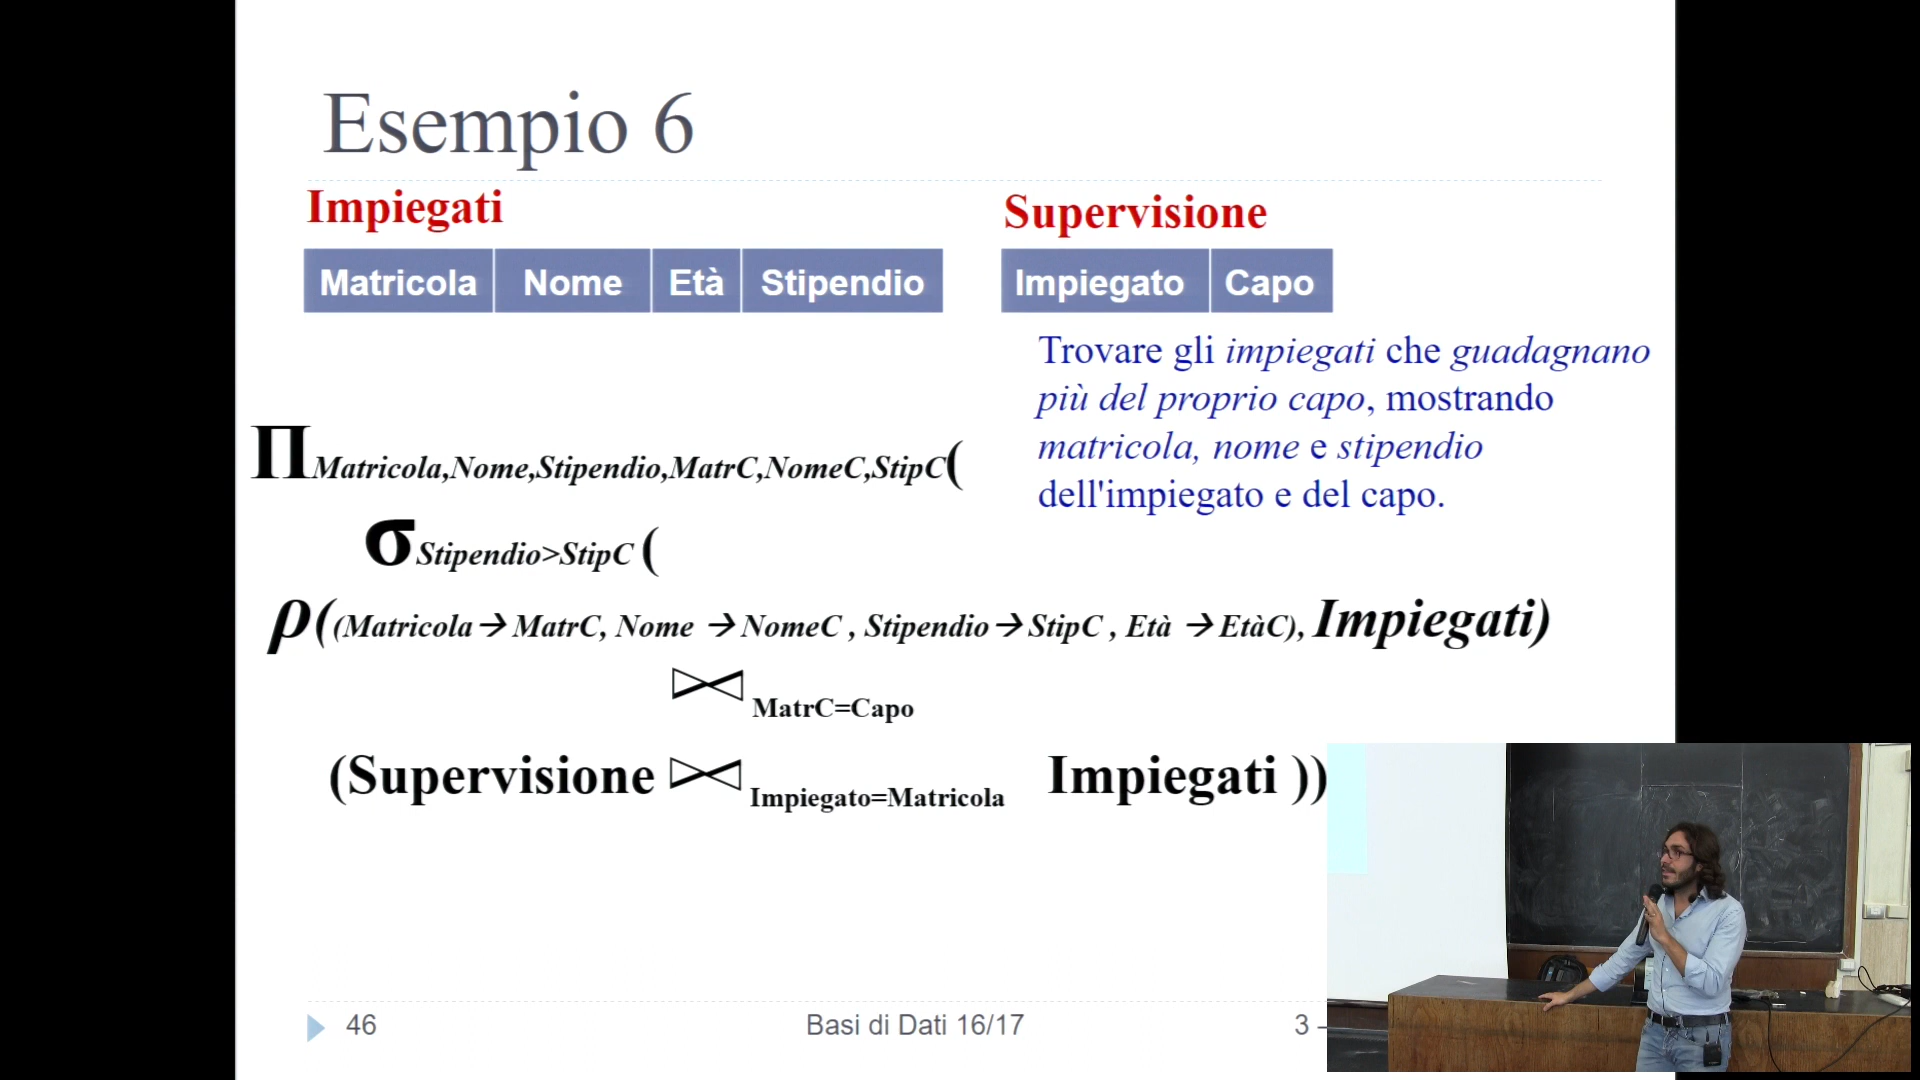 Esempio 6
Impiegati
Supervisione
Matricola Nome Età Stipendio
Impiegato Capo
Trovare gli impiegati che guadagnano
più del proprio capo, mostrando
matricola, nome e stipendio
dell'impiegato e del capo.
Π Matricola,Nome,Stipendio,MatrC,NomeC,StipC(
σ Stipendio>StipC (
ρ((Matricola→ MatrC, Nome → NomeC , Stipendio→ StipC , Età → EtàC), Impiegati)
⋈ MatrC=Capo
(Supervisione ⋈ Impiegato=Matricola Impiegati ))
46
Basi di Dati 16/17
3 –